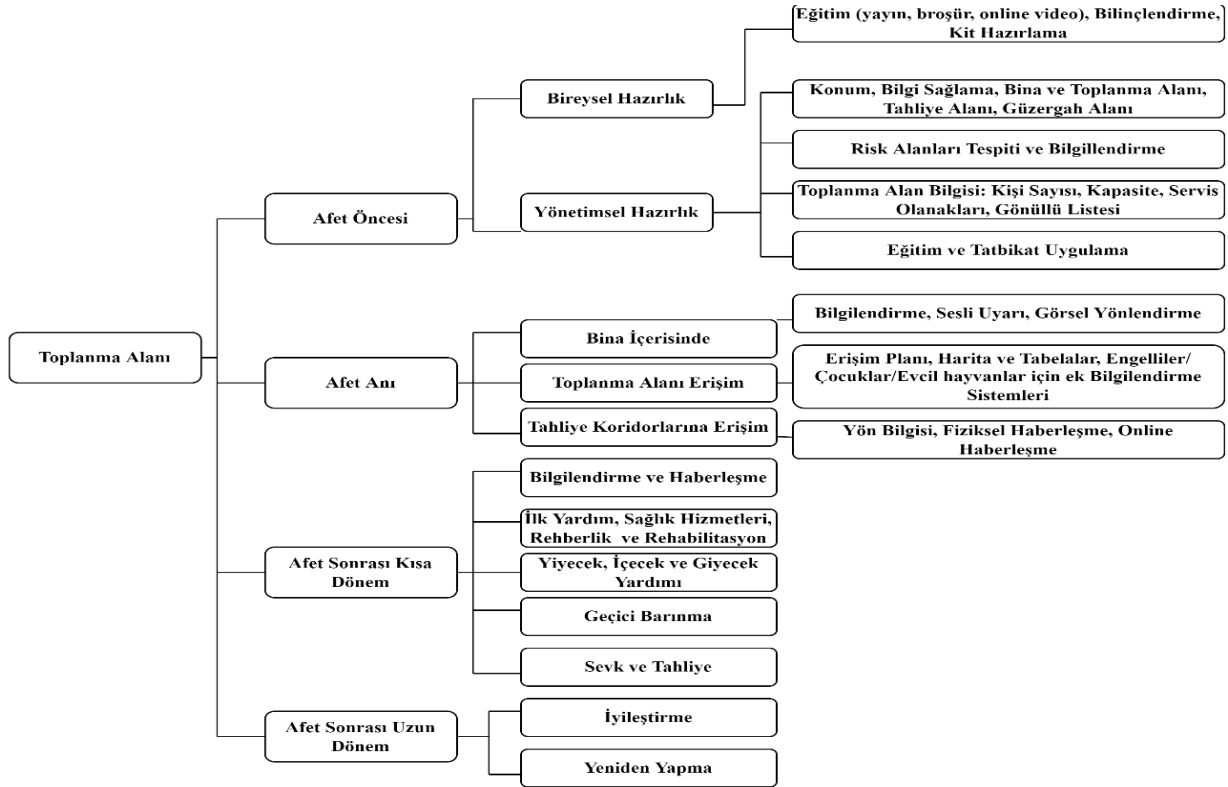 Eğitim (yayın, broşür, online video), Bilinçlendirme,
Kit Hazırlama
Bireysel Hazırlık
Konum, Bilgi Sağlama, Bina ve Toplanma Alanı,
Tahliye Alanı, Güzergah Alanı
Risk Alanları Tespiti ve Bilgillendirme
Afet Öncesi
Yönetimsel Hazırlık
Toplanma Alan Bilgisi: Kişi Sayısı, Kapasite, Servis
Olanakları, Gönüllü Listesi
Eğitim ve Tatbikat Uygulama
Toplanma Alanı
Afet Anı
Bina İçerisinde
Bilgilendirme, Sesli Uyarı, Görsel Yönlendirme
Toplanma Alanı Erişim
Erişim Planı, Harita ve Tabelalar, Engelliler/
Çocuklar/Evcil hayvanlar için ek Bilgilendirme
Sistemleri
Tahliye Koridorlarına Erişim
Yön Bilgisi, Fiziksel Haberleşme, Online
Haberleşme
Afet Sonrası Kısa
Dönem
Bilgilendirme ve Haberleşme
İlk Yardım, Sağlık Hizmetleri,
Rehberlik ve Rehabilitasyon
Yiyecek, İçecek ve Giyecek
Yardımı
Geçici Barınma
Sevk ve Tahliye
Afet Sonrası Uzun
Dönem
İyileştirme
Yeniden Yapma